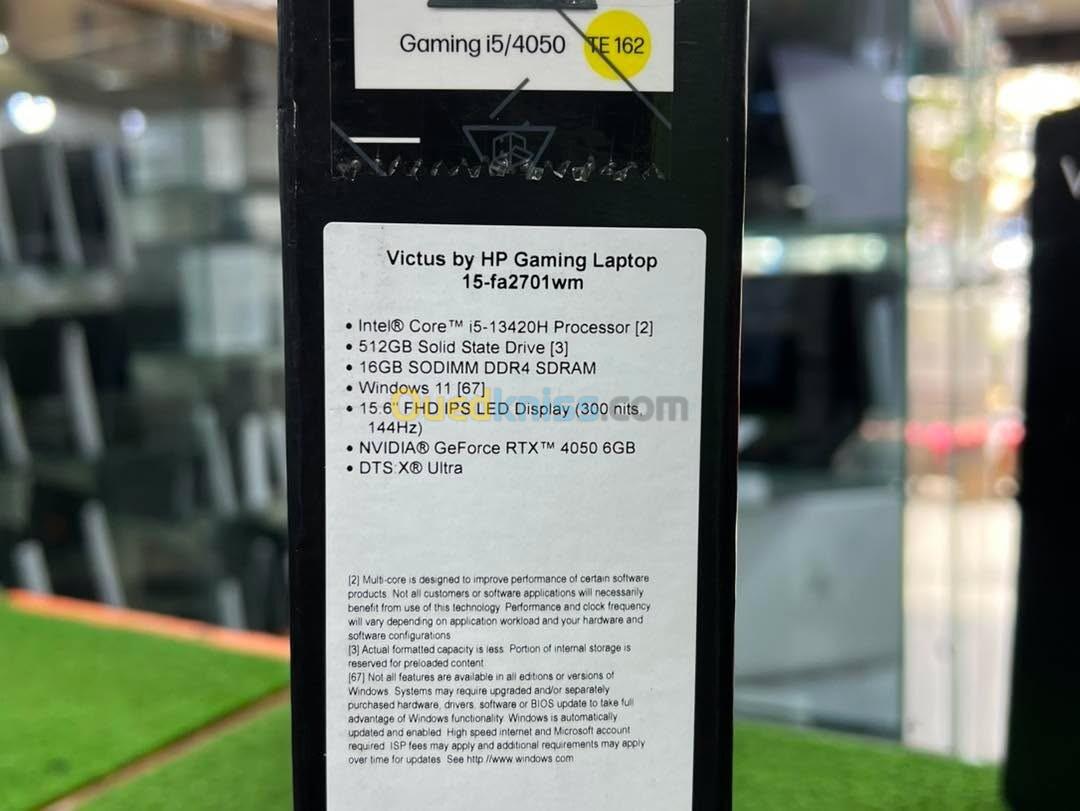 Gaming i5/4050
TE 162
Victus by HP Gaming Laptop
15-fa2701wm
• Intel® Core™ i5-13420H Processor [2]
• 512GB Solid State Drive [3]
• 16GB SODIMM DDR4 SDRAM
• Windows 11 [67]
• 15.6" FHD IPS LED Display (300 nits,
144Hz)
Ouedkniss.com
• NVIDIA® GeForce RTX™ 4050 6GB
• DTS:X® Ultra
[2] Multi-core is designed to improve performance of certain software
products. Not all customers or software applications will necessarily
benefit from use of this technology. Performance and clock frequency
will vary depending on application workload and your hardware and
software configurations
[3] Actual formatted capacity is less. Portion of internal storage is
reserved for preloaded content
[67] Not all features are available in all editions or versions of
Windows. Systems may require upgraded and/or separately
purchased hardware, drivers, software or BIOS update to take full
advantage of Windows functionality. Windows is automatically
updated and enabled. High speed internet and Microsoft account
required. ISP fees may apply and additional requirements may apply
over time for updates. See http://www.windows.com